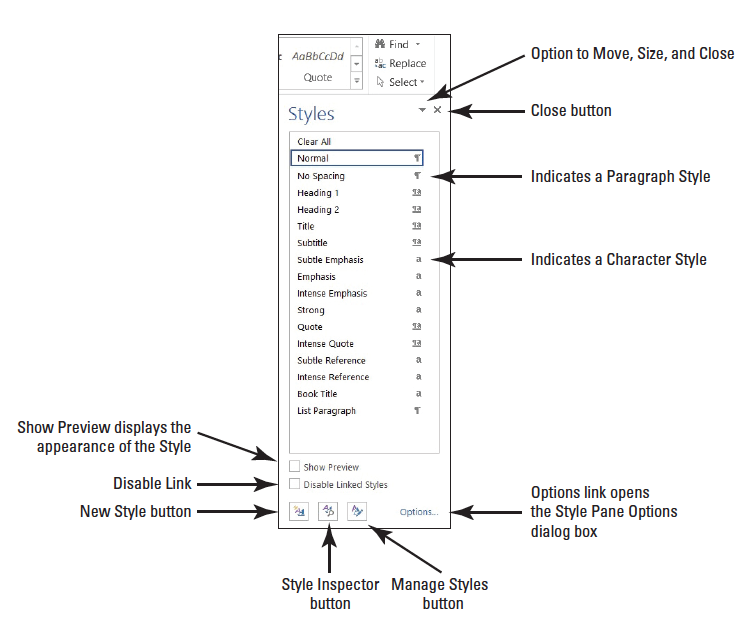 AaBbCcDd
Quote
Find
Replace
Select
Option to Move, Size, and Close
Styles
Close button
Clear All
Normal ¶
No Spacing ¶
Indicates a Paragraph Style
Heading 1 ¶a
Heading 2 ¶a
Title ¶a
Subtitle ¶a
Subtle Emphasis a
Indicates a Character Style
Emphasis a
Intense Emphasis a
Strong a
Quote ¶a
Intense Quote ¶a
Subtle Reference a
Intense Reference a
Book Title a
List Paragraph ¶
Show Preview displays the
appearance of the Style
Show Preview
Disable Link
Disable Linked Styles
New Style button
Options...
Options link opens
the Style Pane Options
dialog box
Style Inspector
button
Manage Styles
button